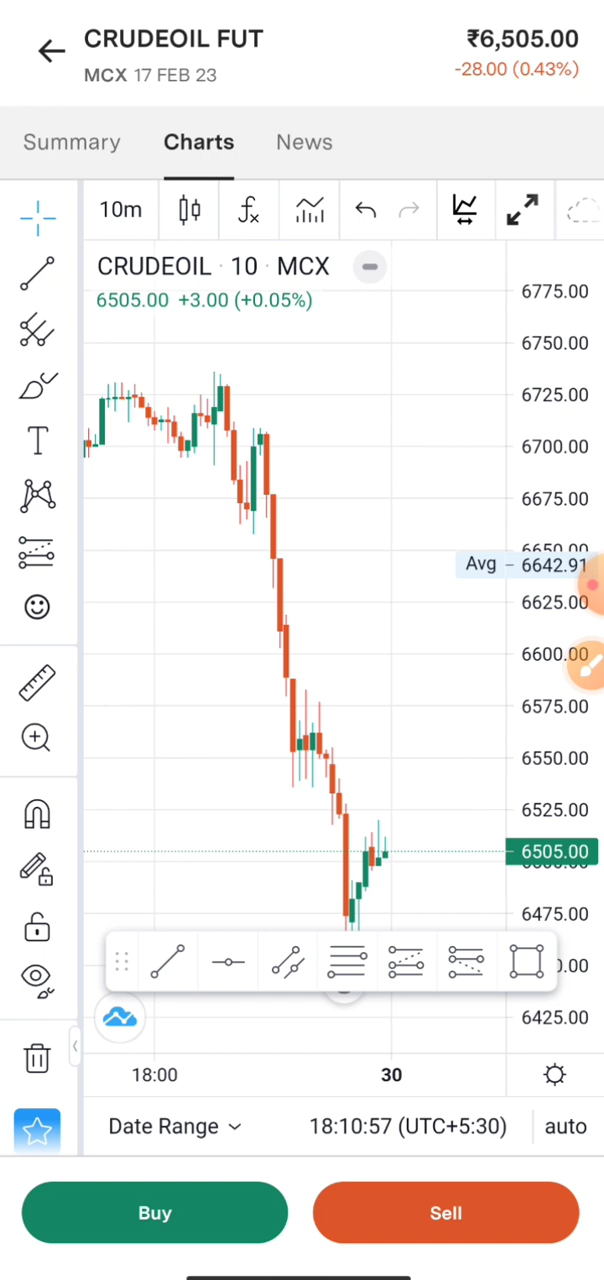 CRUDEOIL FUT
₹6,505.00
MCX 17 FEB 23
-28.00 (0.43%)
Summary
Charts
News
10m
CRUDEOIL · 10 · MCX
6505.00 +3.00 (+0.05%)
6775.00
6750.00
6725.00
6700.00
6675.00
Avg – 6642.91
6625.00
6600.00
6575.00
6550.00
6525.00
6505.00
6475.00
6425.00
18:00
30
Date Range
18:10:57 (UTC+5:30)
auto
Buy
Sell